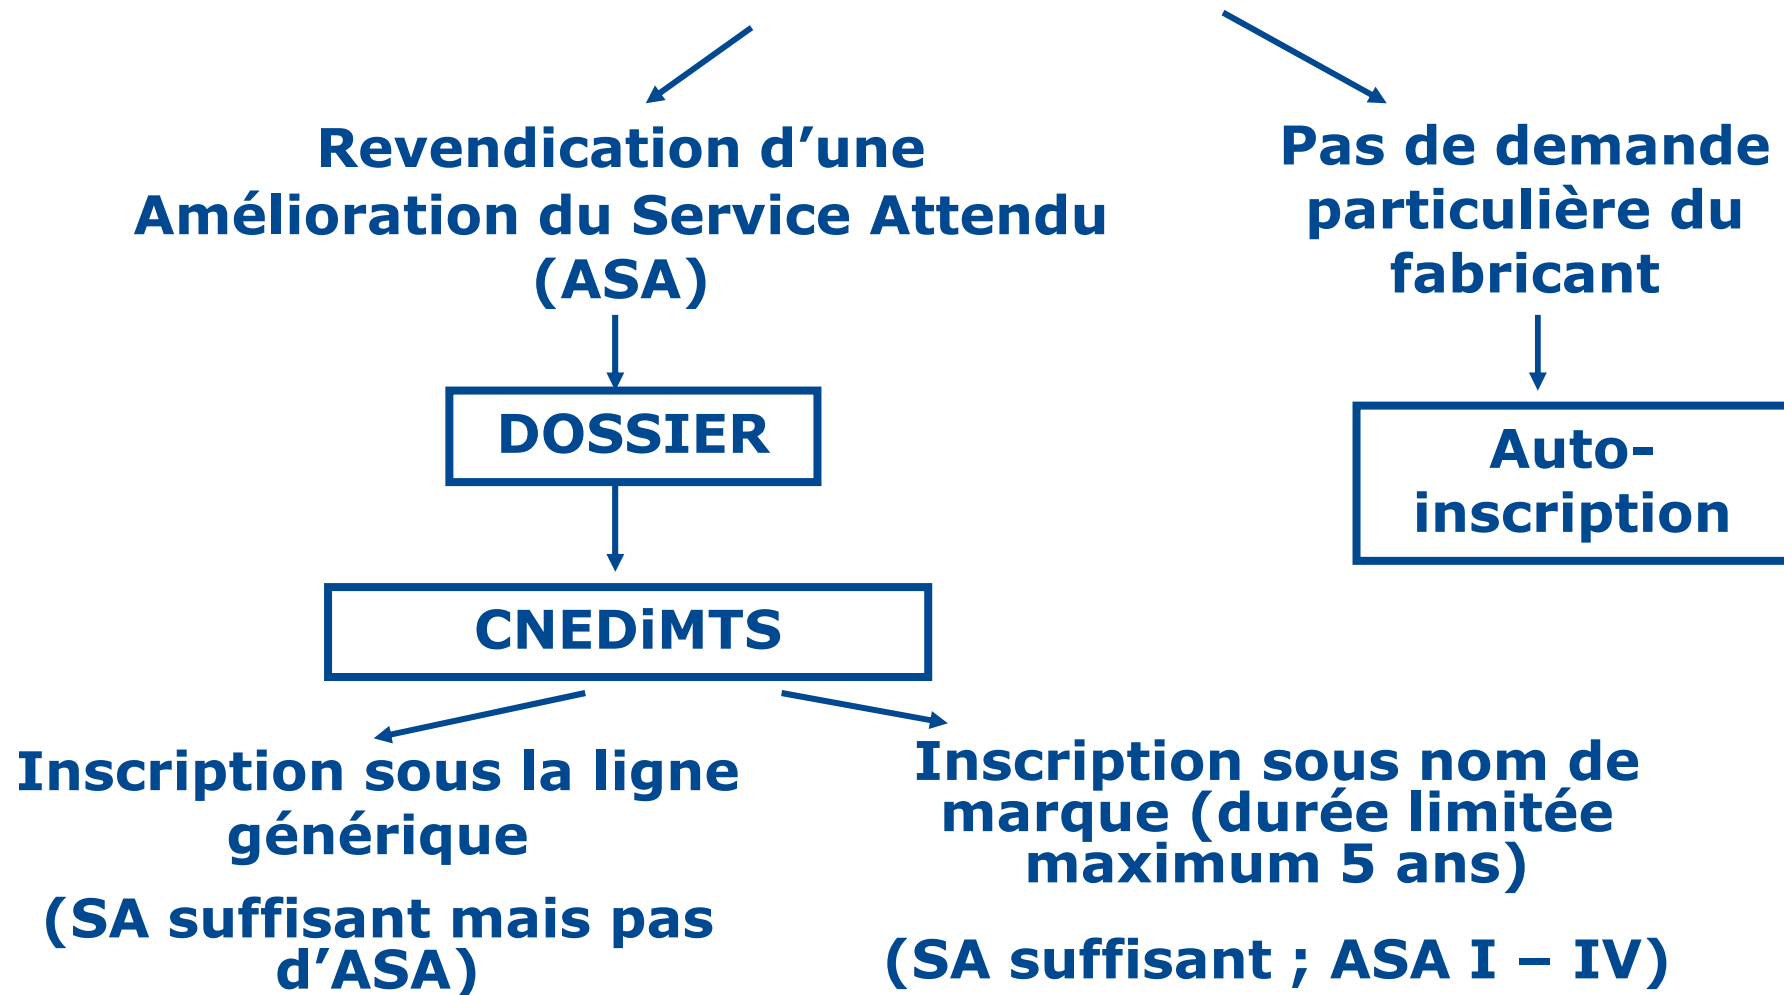 Revendication d’une
Amélioration du Service Attendu
(ASA)
Pas de demande
particulière du
fabricant
DOSSIER
Auto-
inscription
CNEDiMTS
Inscription sous la ligne
générique
(SA suffisant mais pas
d’ASA)
Inscription sous nom de
marque (durée limitée
maximum 5 ans)
(SA suffisant ; ASA I – IV)